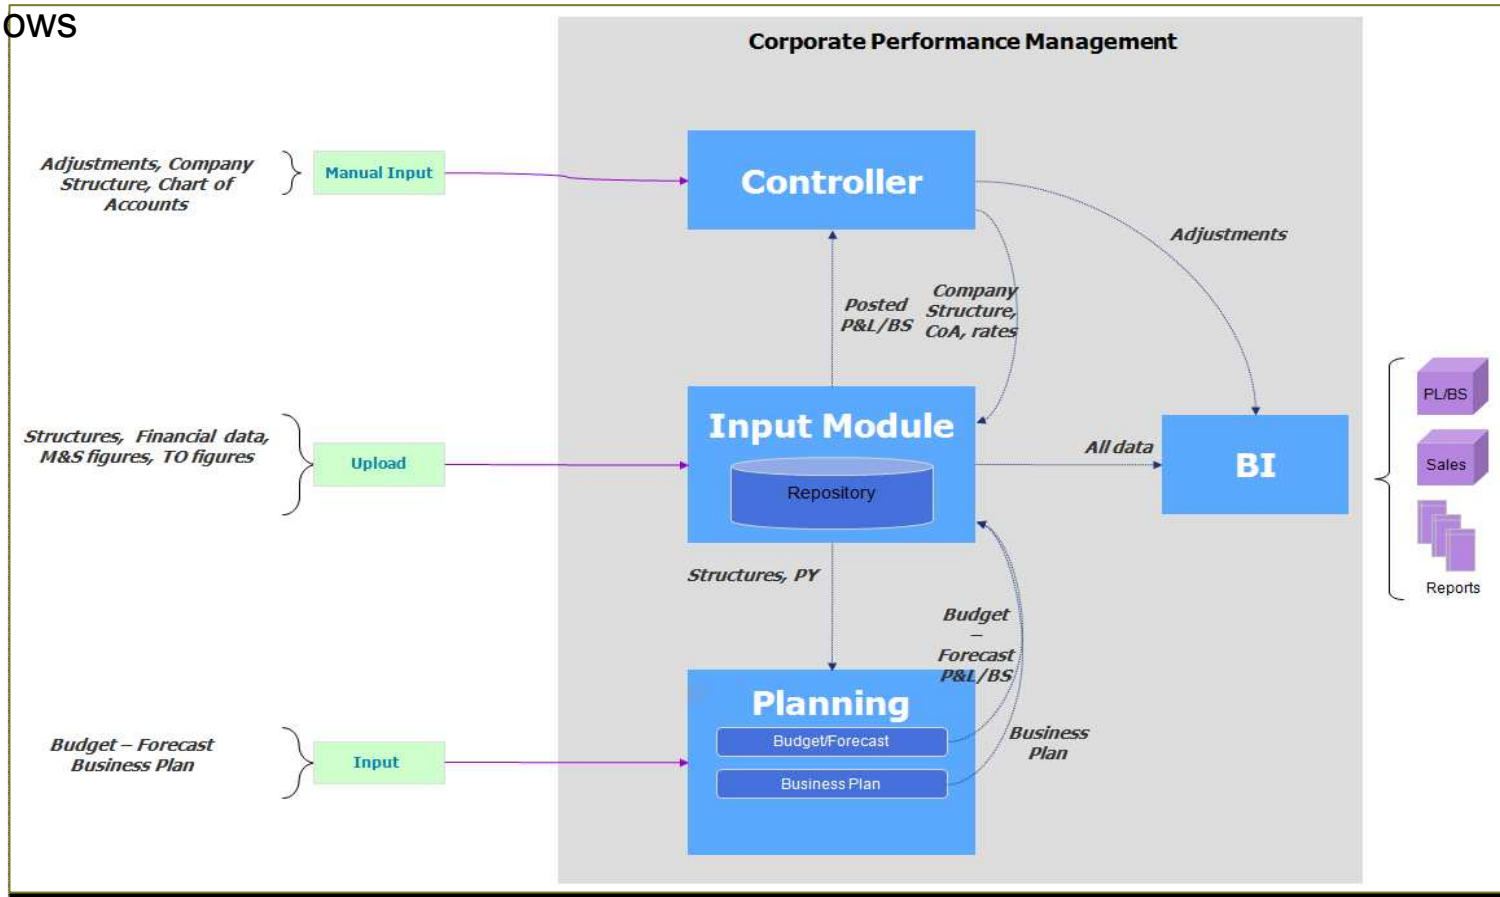 ows
Corporate Performance Management
Adjustments, Company
Structure, Chart of
Accounts
Manual Input
Controller
Adjustments
Posted
P&L/BS
Company
Structure,
CoA, rates
Structures, Financial data,
M&S figures, TO figures
Upload
Input Module
Repository
All data
BI
PL/BS
Sales
Reports
Structures, PY
Budget
–
Forecast
P&L/BS
Planning
Budget/Forecast
Business Plan
Business
Plan
Budget – Forecast
Business Plan
Input